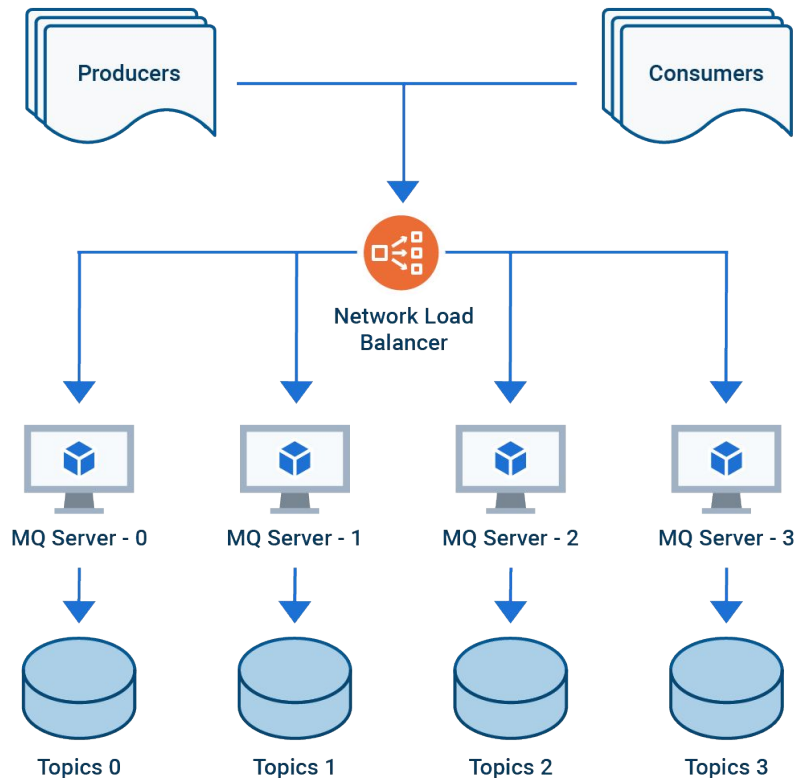 Producers
Consumers
Network Load
Balancer
MQ Server - 0
MQ Server - 1
MQ Server - 2
MQ Server - 3
Topics 0
Topics 1
Topics 2
Topics 3